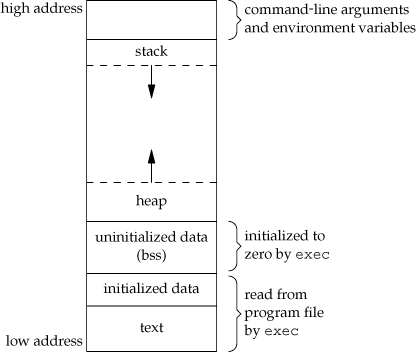 high address
command-line arguments
and environment variables
stack
heap
uninitialized data
(bss)
initialized to
zero by exec
initialized data
read from
program file
by exec
text
low address